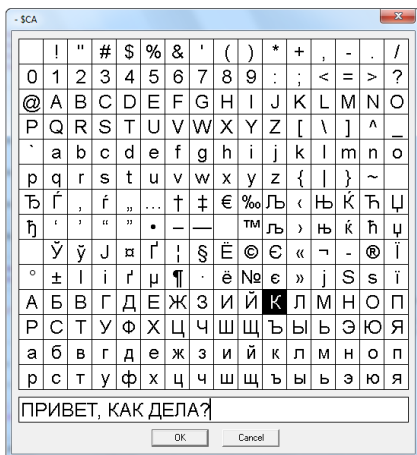 - $CA
! " # $ % & ' ( ) * + , - . /
0 1 2 3 4 5 6 7 8 9 : ; < = > ?
@ A B C D E F G H I J K L M N O
P Q R S T U V W X Y Z [ \ ] ^ _
` a b c d e f g h i j k l m n o
p q r s t u v w x y z { | } ~
Ђ Ѓ ‚ ѓ „ … † ‡ € ‰ Љ ‹ Њ Ќ Ћ Џ
ђ ‘ ’ “ ” • – — ™ љ › њ ќ ћ џ
Ў ў Ј ¤ Ґ ¦ § Ё © Є « ¬ - ® Ї
° ± І і ґ µ ¶ · ё № є » ј Ѕ ѕ ї
А Б В Г Д Е Ж З И Й К Л М Н О П
Р С Т У Ф Х Ц Ч Ш Щ Ъ Ы Ь Э Ю Я
а б в г д е ж з и й к л м н о п
р с т у ф х ц ч ш щ ъ ы ь э ю я
ПРИВЕТ, КАК ДЕЛА?
OK Cancel